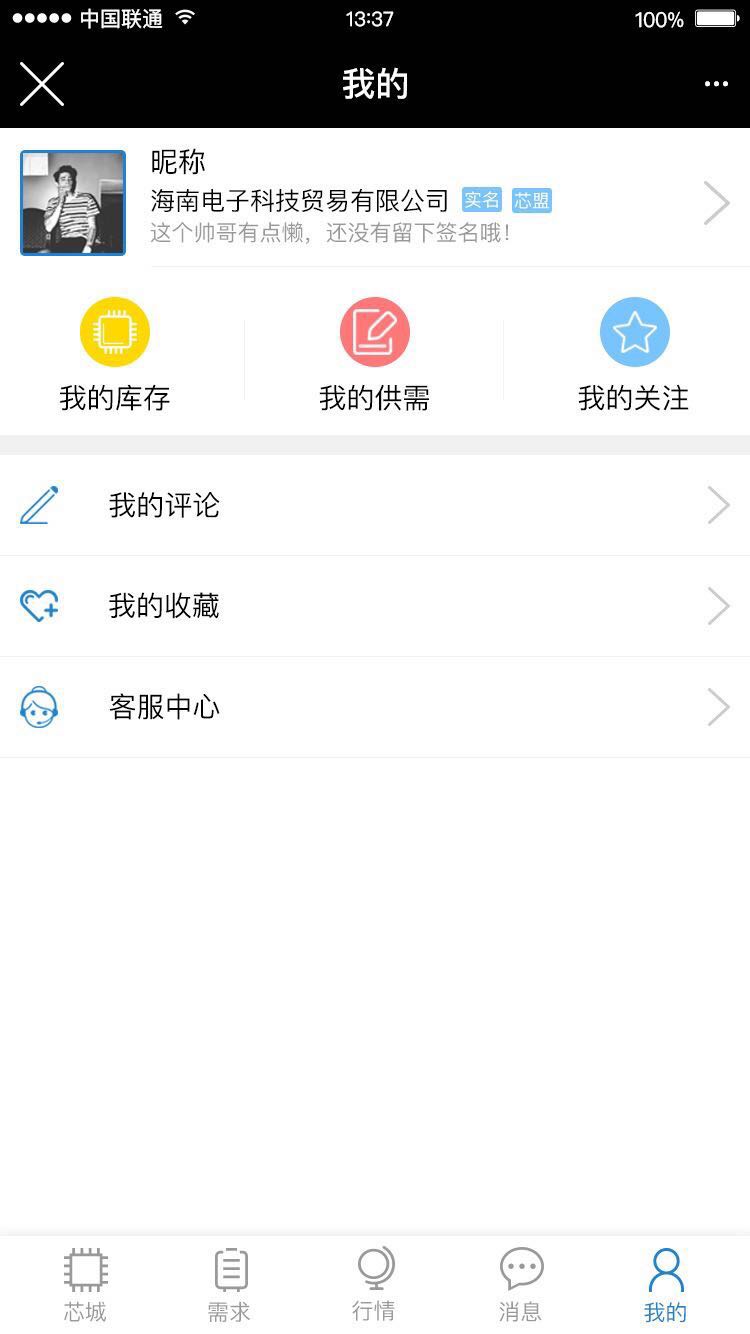 中国联通 13:37 100%
我的
昵称
海南电子科技贸易有限公司 实名 芯盟
这个帅哥有点懒，还没有留下签名哦！
我的库存 我的供需 我的关注
我的评论
我的收藏
客服中心
芯城 需求 行情 消息 我的